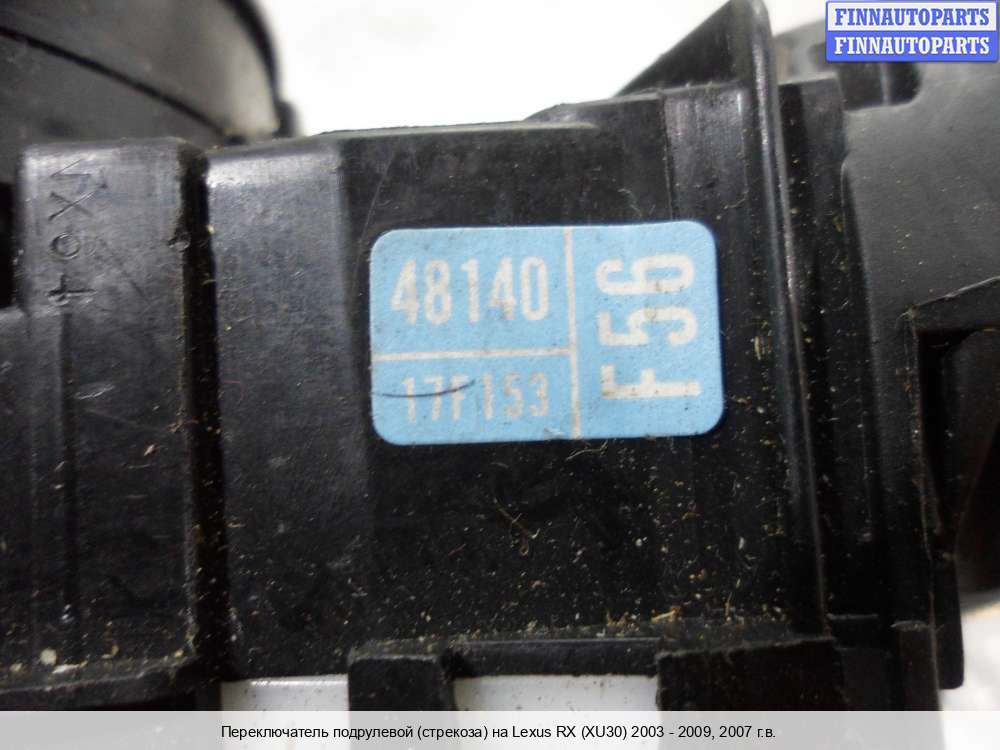 FINNAUTOPARTS
FINNAUTOPARTS
48140
17F153
F56
Переключатель подрулевой (стрекоза) на Lexus RX (XU30) 2003 - 2009, 2007 г.в.